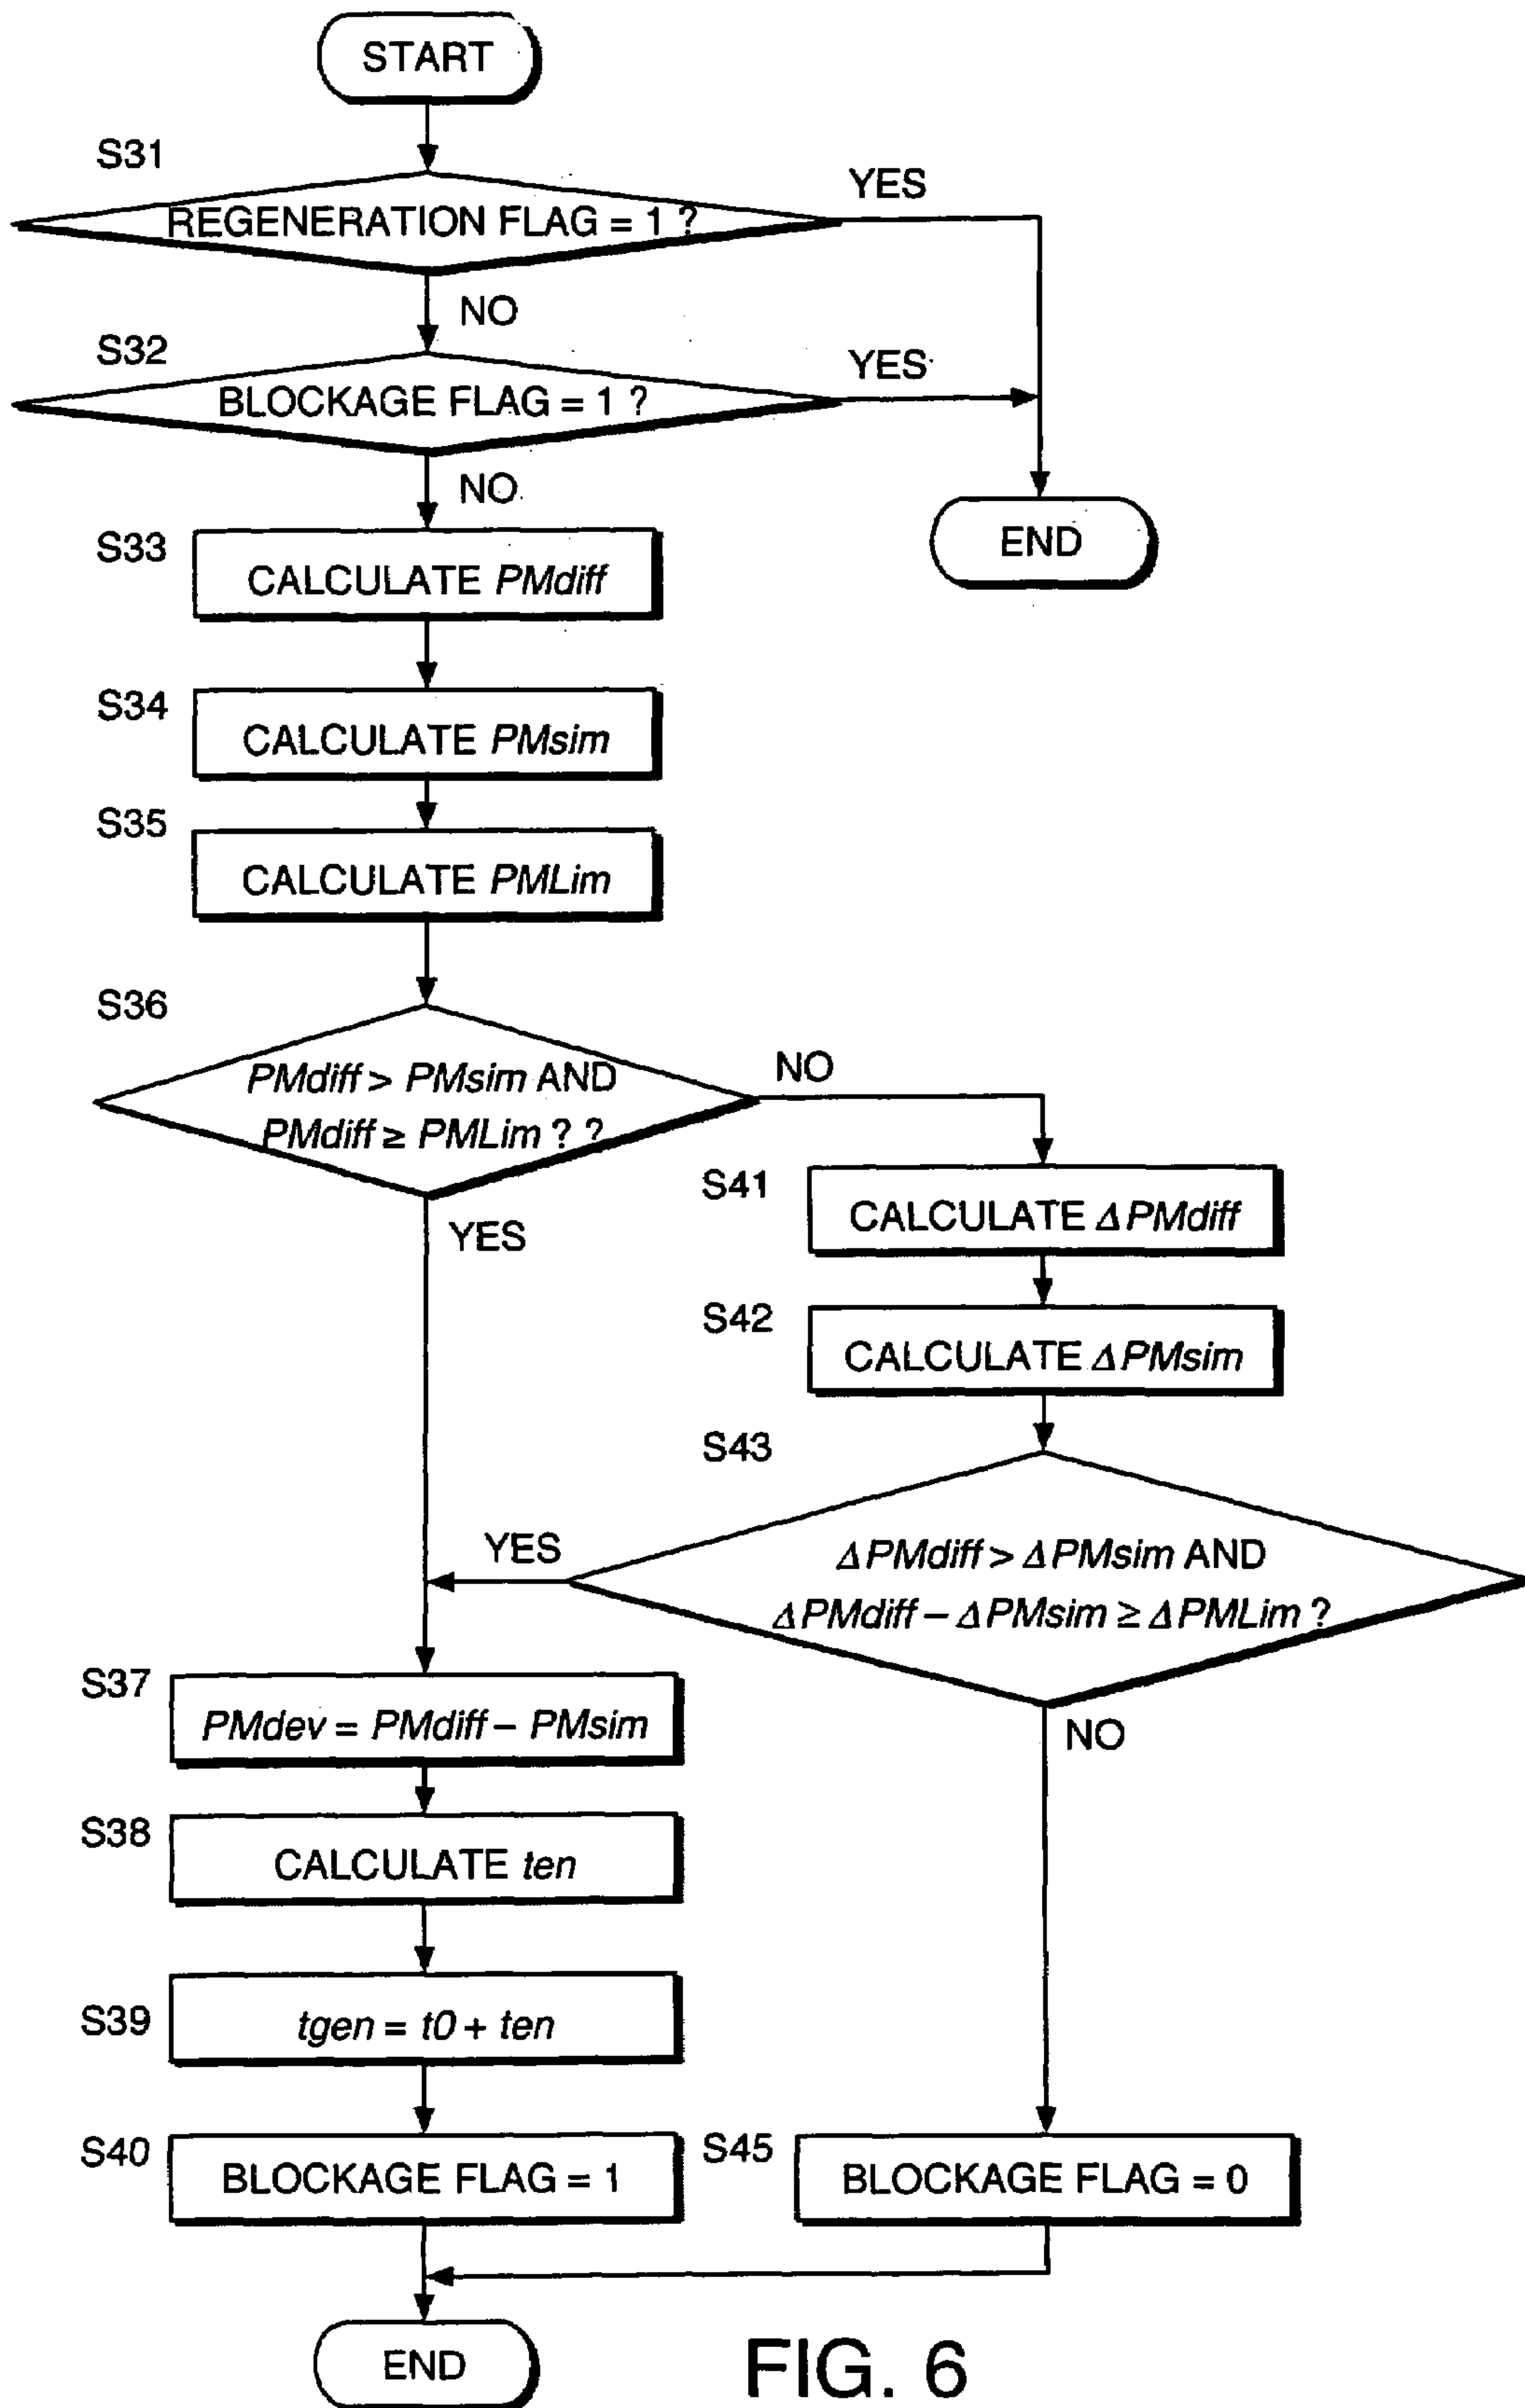 START
S31
REGENERATION FLAG = 1 ?
YES
NO
S32
BLOCKAGE FLAG = 1 ?
YES
NO
END
S33
CALCULATE PMdiff
S34
CALCULATE PMsim
S35
CALCULATE PMLim
S36
PMdiff > PMsim AND
PMdiff ≥ PMLim ? ?
NO
YES
S41
CALCULATE ΔPMdiff
S42
CALCULATE ΔPMsim
S43
ΔPMdiff > ΔPMsim AND
ΔPMdiff – ΔPMsim ≥ ΔPMLim ?
YES
NO
S37
PMdev = PMdiff – PMsim
S38
CALCULATE ten
S39
tgen = t0 + ten
S40
BLOCKAGE FLAG = 1
S45
BLOCKAGE FLAG = 0
END
FIG. 6